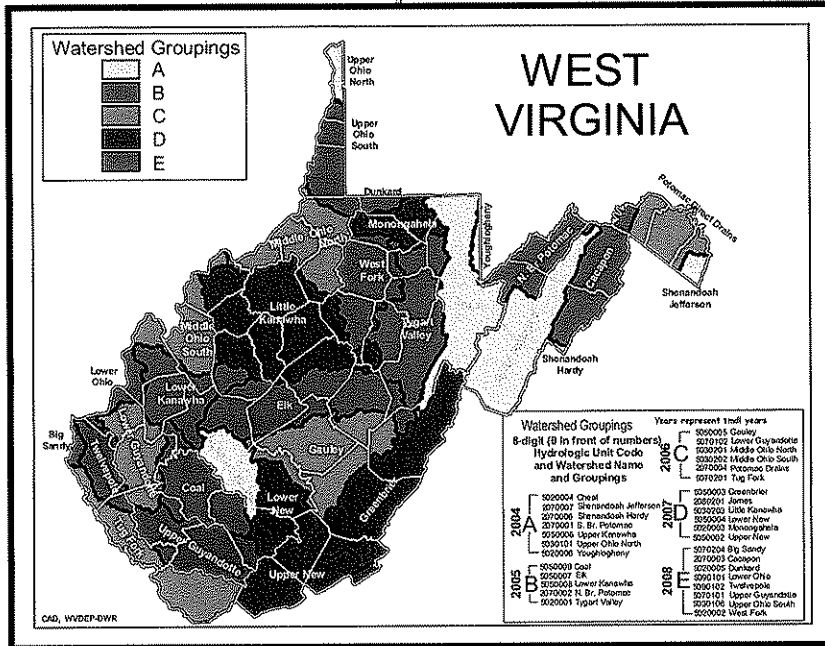 Watershed Groupings
A
B
C
D
E
WEST
VIRGINIA
Upper
Ohio
North
Upper
Ohio
South
Dunkard
Monongahela
Youghiogheny
Potomac Direct Drains
Middle Ohio
North
West
Fork
N. Br. Potomac
Cacapon
Shenandoah
Jefferson
Little
Kanawha
Middle
Ohio
South
Tygart
Valley
Shenandoah
Hardy
Lower
Ohio
Lower
Kanawha
Elk
Big
Sandy
Twelvepole
Lower Guyandotte
Gauley
Coal
Lower
New
Greenbrier
Tug Fork
Upper Guyandotte
Upper New
CAD, WVDEP-DWR
Watershed Groupings
8-digit (0 in front of numbers)
Hydrologic Unit Code
and Watershed Name
and Groupings
Years represent tmdl years
2004
A
5020004 Cheat
2070007 Shenandoah Jefferson
2070006 Shenandoah Hardy
2070001 S. Br. Potomac
5050006 Upper Kanawha
5030101 Upper Ohio North
5020006 Youghiogheny
2005
B
5050009 Coal
5050007 Elk
5050008 Lower Kanawha
2070002 N. Br. Potomac
5020001 Tygart Valley
2006
C
5050005 Gauley
5070102 Lower Guyandotte
5030201 Middle Ohio North
5030202 Middle Ohio South
2070004 Potomac Drains
5070201 Tug Fork
2007
D
5050003 Greenbrier
2080201 James
5030203 Little Kanawha
5050004 Lower New
5020003 Monongahela
5050002 Upper New
2008
E
5070204 Big Sandy
2070003 Cacapon
5020005 Dunkard
5090101 Lower Ohio
5090102 Twelvepole
5070101 Upper Guyandotte
5030106 Upper Ohio South
5020002 West Fork